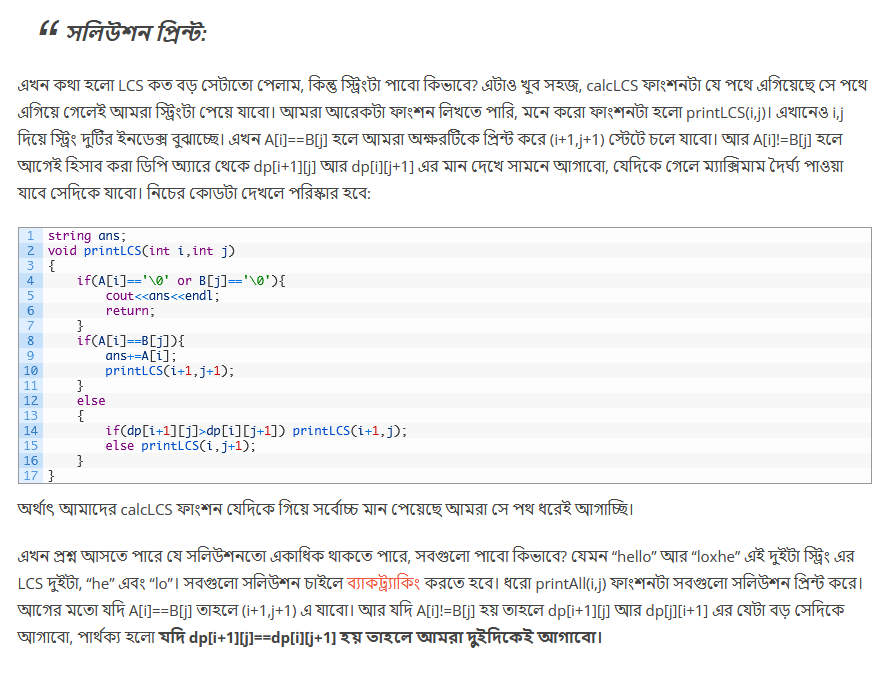 “ সলিউশন প্রিন্ট:
এখন কথা হলো LCS কত বড় সেটাতো পেলাম, কিন্তু স্ট্রিংটা পাবো কিভাবে? এটাও খুব সহজ, calcLCS ফাংশনটা যে পথে এগিয়েছে সে পথে
এগিয়ে গেলেই আমরা স্ট্রিংটা পেয়ে যাবো। আমরা আরেকটা ফাংশন লিখতে পারি, মনে করো ফাংশনটা হলো printLCS(i,j)। এখানেও i,j
দিয়ে স্ট্রিং দুটির ইনডেক্স বুঝাচ্ছে। এখন A[i]==B[j] হলে আমরা অক্ষরটিকে প্রিন্ট করে (i+1,j+1) স্টেটে চলে যাবো। আর A[i]!=B[j] হলে
আগেই হিসাব করা ডিপি অ্যারে থেকে dp[i+1][j] আর dp[i][j+1] এর মান দেখে সামনে আগাবো, যেদিকে গেলে ম্যাক্সিমাম দৈর্ঘ্য পাওয়া
যাবে সেদিকে যাবো। নিচের কোডটা দেখলে পরিস্কার হবে:
1 string ans;
2 void printLCS(int i,int j)
3 {
4 if(A[i]=='\0' or B[j]=='\0'){
5 cout<<ans<<endl;
6 return;
7 }
8 if(A[i]==B[j]){
9 ans+=A[i];
10 printLCS(i+1,j+1);
11 }
12 else
13 {
14 if(dp[i+1][j]>dp[i][j+1]) printLCS(i+1,j);
15 else printLCS(i,j+1);
16 }
17 }
অর্থাৎ আমাদের calcLCS ফাংশন যেদিকে গিয়ে সর্বোচ্চ মান পেয়েছে আমরা সে পথ ধরেই আগাচ্ছি।
এখন প্রশ্ন আসতে পারে যে সলিউশনতো একাধিক থাকতে পারে, সবগুলো পাবো কিভাবে? যেমন “hello” আর “loxhe” এই দুইটা স্ট্রিং এর
LCS দুইটা, “he” এবং “lo”। সবগুলো সলিউশন চাইলে ব্যাকট্র্যাকিং করতে হবে। ধরো printAll(i,j) ফাংশনটা সবগুলো সলিউশন প্রিন্ট করে।
আগের মতো যদি A[i]==B[j] তাহলে (i+1,j+1) এ যাবো। আর যদি A[i]!=B[j] হয় তাহলে dp[i+1][j] আর dp[j][i+1] এর যেটা বড় সেদিকে
আগাবো, পার্থক্য হলো যদি dp[i+1][j]==dp[i][j+1] হয় তাহলে আমরা দুইদিকেই আগাবো।